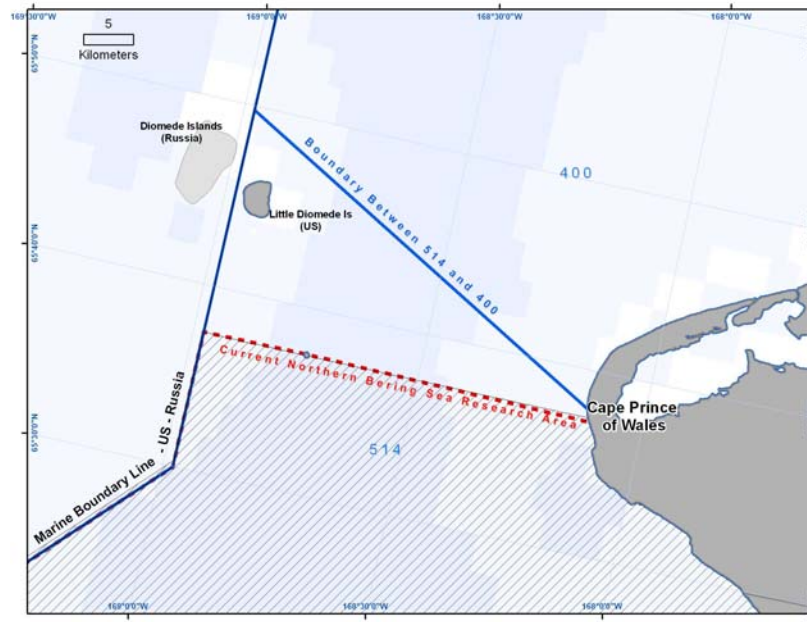 169°30'0"W
169°0'0"W
168°30'0"W
168°0'0"W
5
Kilometers
Diomede Islands
(Russia)
Boundary Between 514 and 400
400
Little Diomede Is
(US)
Current Northern Bering Sea Research Area
Cape Prince
of Wales
514
Marine Boundary Line - US - Russia
169°0'0"W
168°30'0"W
168°0'0"W